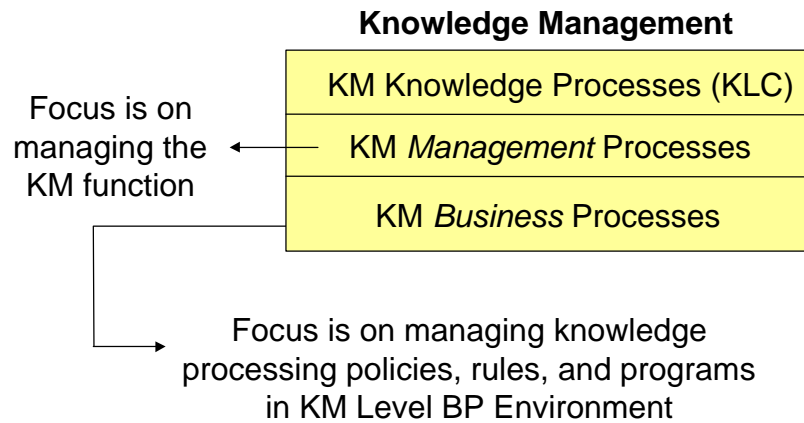 Knowledge Management
KM Knowledge Processes (KLC)
Focus is on
managing the
KM function
KM Management Processes
KM Business Processes
Focus is on managing knowledge
processing policies, rules, and programs
in KM Level BP Environment